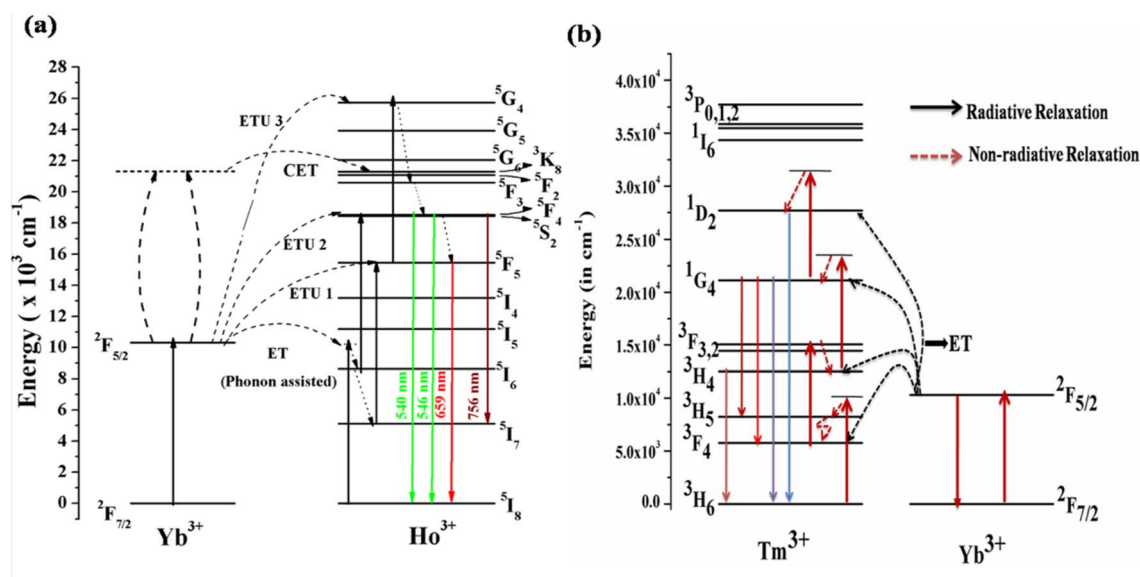 (a)
Energy ( x 10³ cm⁻¹)
28
26
24
22
20
18
16
14
12
10
8
6
4
2
0
²F₅/₂
²F₇/₂
Yb³⁺
ETU 3
CET
ETU 2
ETU 1
ET
(Phonon assisted)
540 nm
546 nm
659 nm
756 nm
⁵G₄
⁵G₅
⁵G₆
³K₈
⁵F₂
⁵F₃
⁵F₄
⁵S₂
⁵F₅
⁵I₄
⁵I₅
⁵I₆
⁵I₇
⁵I₈
Ho³⁺
(b)
Energy (in cm⁻¹)
4.0x10⁴
3.5x10⁴
3.0x10⁴
2.5x10⁴
2.0x10⁴
1.5x10⁴
1.0x10⁴
5.0x10³
0.0
³P₀,₁,₂
¹I₆
¹D₂
¹G₄
³F₃,₂
³H₄
³H₅
³F₄
³H₆
Tm³⁺
Radiative Relaxation
Non-radiative Relaxation
ET
²F₅/₂
²F₇/₂
Yb³⁺